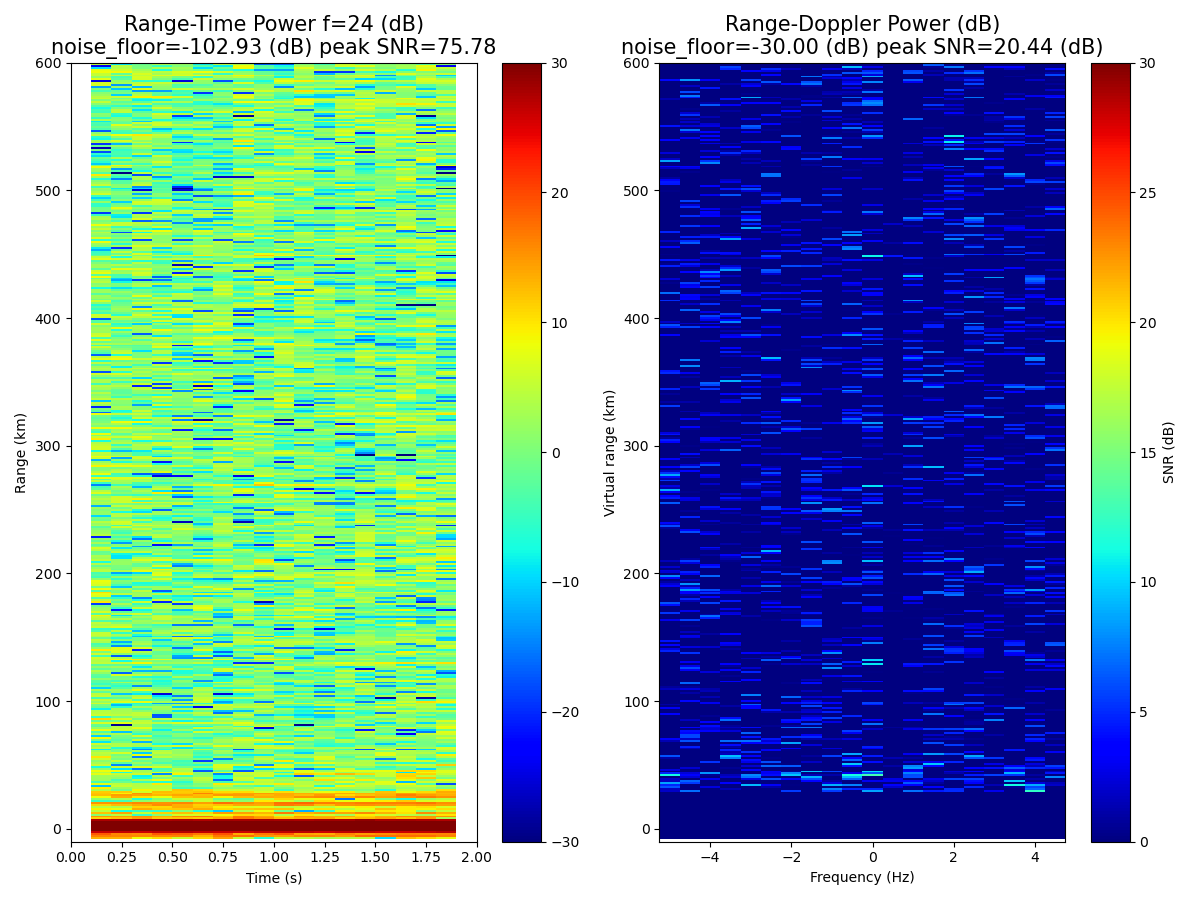 Range-Time Power f=24 (dB)
noise_floor=-102.93 (dB) peak SNR=75.78
Range-Doppler Power (dB)
noise_floor=-30.00 (dB) peak SNR=20.44 (dB)
600
500
400
300
200
100
0
Range (km)
0.00 0.25 0.50 0.75 1.00 1.25 1.50 1.75 2.00
Time (s)
30
20
10
0
−10
−20
−30
600
500
400
300
200
100
0
Virtual range (km)
−4 −2 0 2 4
Frequency (Hz)
30
25
20
15
10
5
0
SNR (dB)